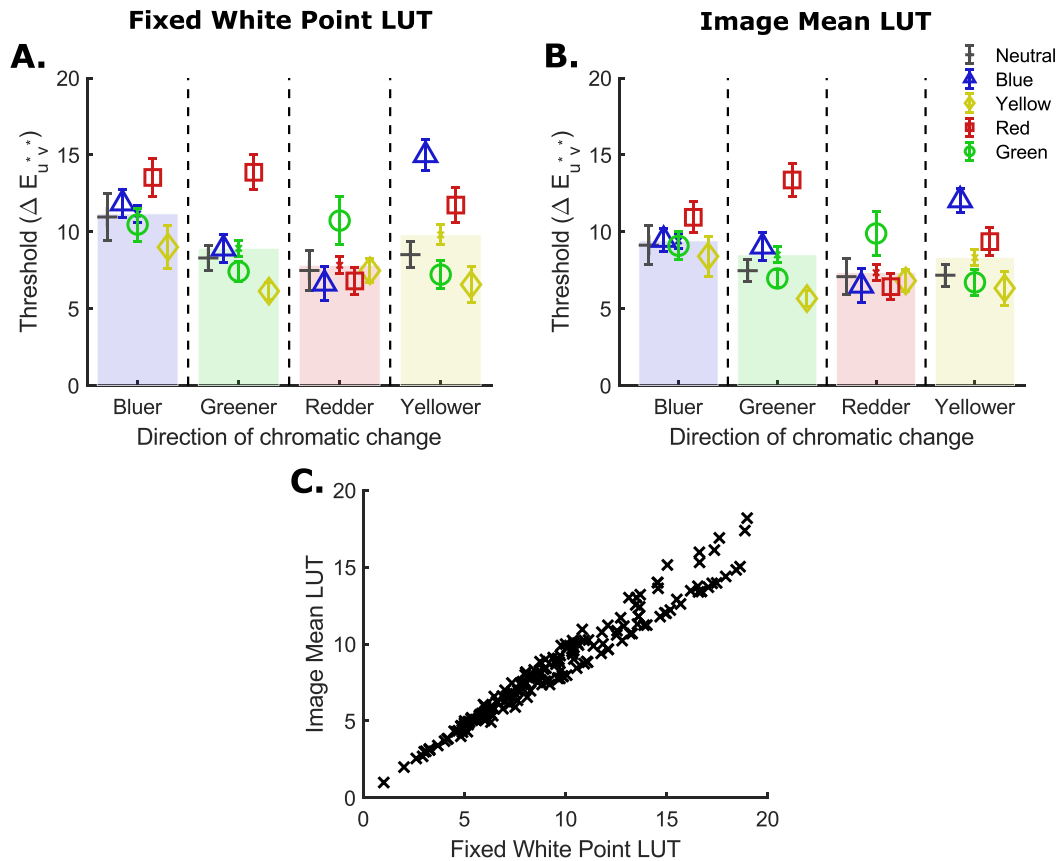 Fixed White Point LUT
Image Mean LUT
A.
B.
Neutral
Blue
Yellow
Red
Green
20
15
10
5
0
Threshold (Δ E u* v*)
Bluer
Greener
Redder
Yellower
Direction of chromatic change
20
15
10
5
0
Threshold (Δ E u* v*)
Bluer
Greener
Redder
Yellower
Direction of chromatic change
C.
20
15
10
5
0
Image Mean LUT
0
5
10
15
20
Fixed White Point LUT